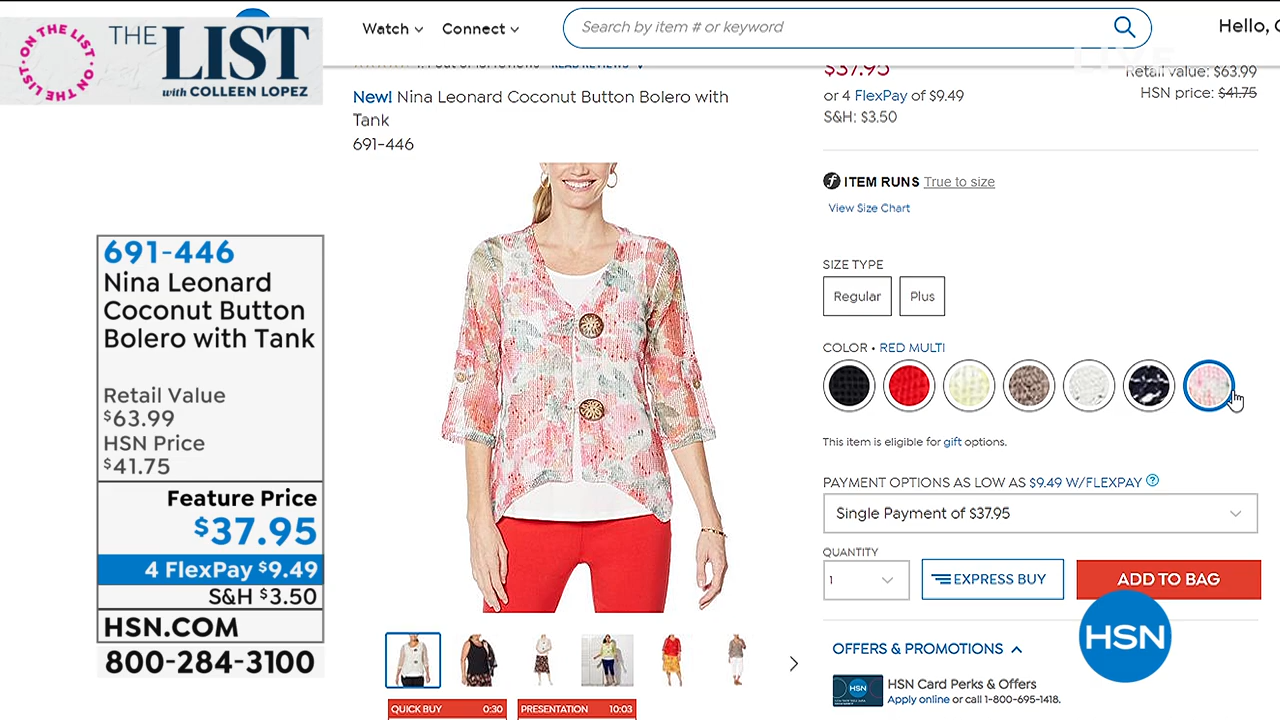 ON THE LIST • ON THE LIST •
THE LIST
with COLLEEN LOPEZ
Watch
Connect
Search by item # or keyword
Hello,
READ REVIEWS
New! Nina Leonard Coconut Button Bolero with
Tank
691-446
$37.95
or 4 FlexPay of $9.49
S&H: $3.50
Retail value: $63.99
HSN price: $41.75
ITEM RUNS True to size
View Size Chart
SIZE TYPE
Regular
Plus
COLOR • RED MULTI
This item is eligible for gift options.
PAYMENT OPTIONS AS LOW AS $9.49 W/FLEXPAY ?
Single Payment of $37.95
QUANTITY
1
EXPRESS BUY
ADD TO BAG
OFFERS & PROMOTIONS
HSN
HSN
HSN Card Perks & Offers
Apply online or call 1-800-695-1418.
QUICK BUY 0:30
PRESENTATION 10:03
691-446
Nina Leonard
Coconut Button
Bolero with Tank
Retail Value
$63.99
HSN Price
$41.75
Feature Price
$37.95
4 FlexPay $9.49
S&H $3.50
HSN.COM
800-284-3100